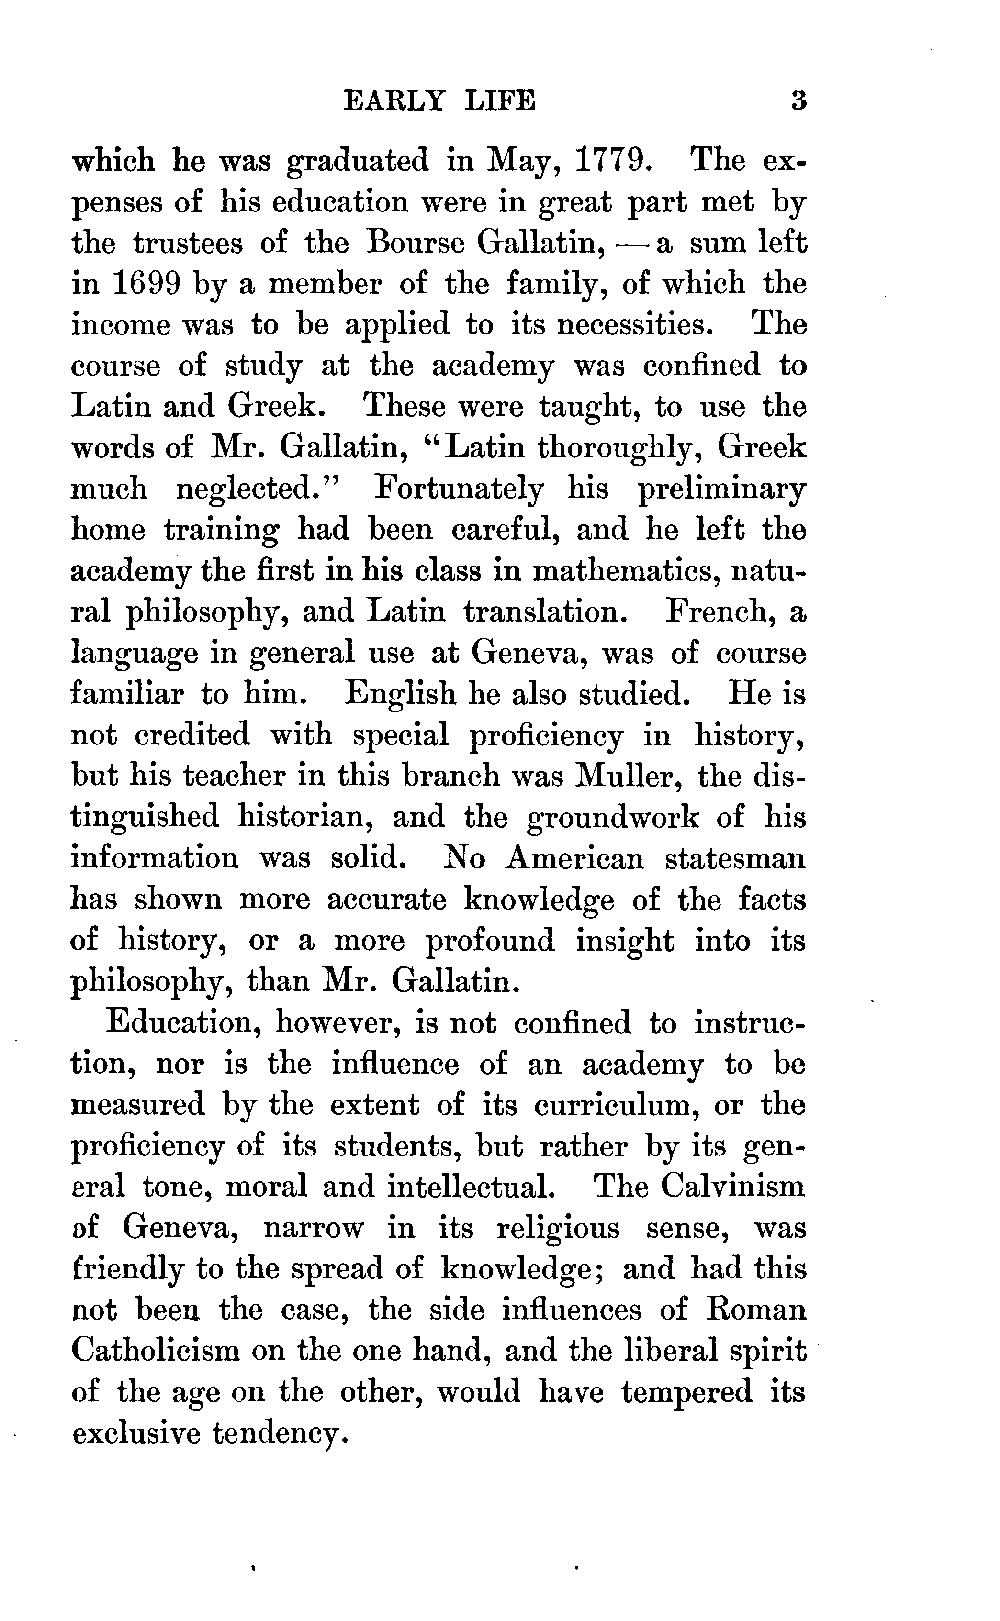 EARLY LIFE 3
which he was graduated in May, 1779. The ex-
penses of his education were in great part met by
the trustees of the Bourse Gallatin, — a sum left
in 1699 by a member of the family, of which the
income was to be applied to its necessities. The
course of study at the academy was confined to
Latin and Greek. These were taught, to use the
words of Mr. Gallatin, “Latin thoroughly, Greek
much neglected.” Fortunately his preliminary
home training had been careful, and he left the
academy the first in his class in mathematics, natu-
ral philosophy, and Latin translation. French, a
language in general use at Geneva, was of course
familiar to him. English he also studied. He is
not credited with special proficiency in history,
but his teacher in this branch was Muller, the dis-
tinguished historian, and the groundwork of his
information was solid. No American statesman
has shown more accurate knowledge of the facts
of history, or a more profound insight into its
philosophy, than Mr. Gallatin.
Education, however, is not confined to instruc-
tion, nor is the influence of an academy to be
measured by the extent of its curriculum, or the
proficiency of its students, but rather by its gen-
eral tone, moral and intellectual. The Calvinism
of Geneva, narrow in its religious sense, was
friendly to the spread of knowledge; and had this
not been the case, the side influences of Roman
Catholicism on the one hand, and the liberal spirit
of the age on the other, would have tempered its
exclusive tendency.